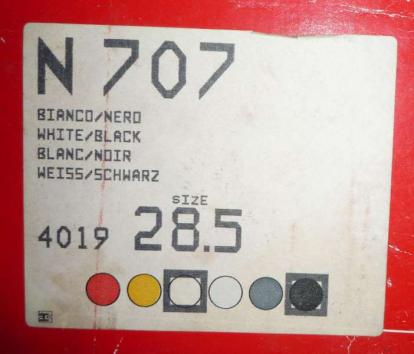 N 707
BIANCO/NERO
WHITE/BLACK
BLANC/NOIR
WEISS/SCHWARZ
SIZE
4019 28.5